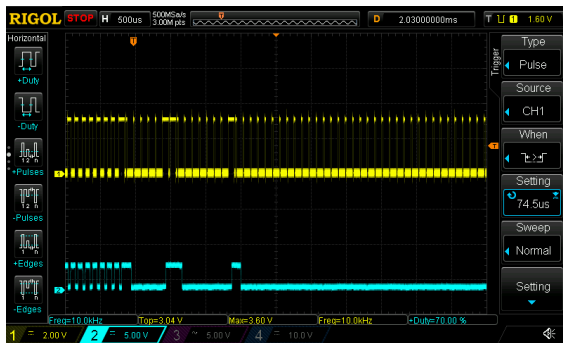 RIGOL STOP H 500us 500MSa/s 3.00M pts D 2.03000000ms T 1 1.60 V
Horizontal
+Duty
-Duty
+Pulses
-Pulses
+Edges
-Edges
Trigger
Type
Pulse
Source
CH1
When
Setting
74.5us
Sweep
Normal
Setting
T
1
2
Freq=10.0kHz Top=3.04 V Max=3.60 V Freq=10.0kHz +Duty=70.00 %
1 = 2.00 V 2 = 5.00 V 3 ~ 5.00 V 4 = 10.0 V